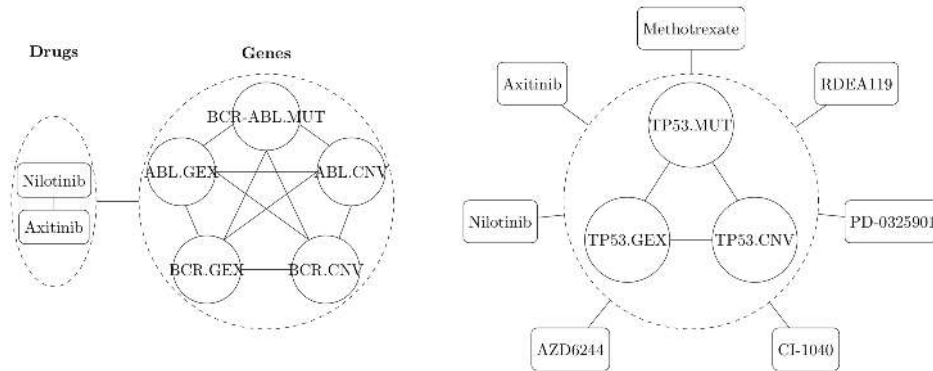 Drugs
Genes
BCR-ABL.MUT
ABL.GEX
ABL.CNV
Nilotinib
Axitinib
BCR.GEX
BCR.CNV
Methotrexate
Axitinib
RDEA119
TP53.MUT
Nilotinib
PD-0325901
TP53.GEX
TP53.CNV
AZD6244
CI-1040